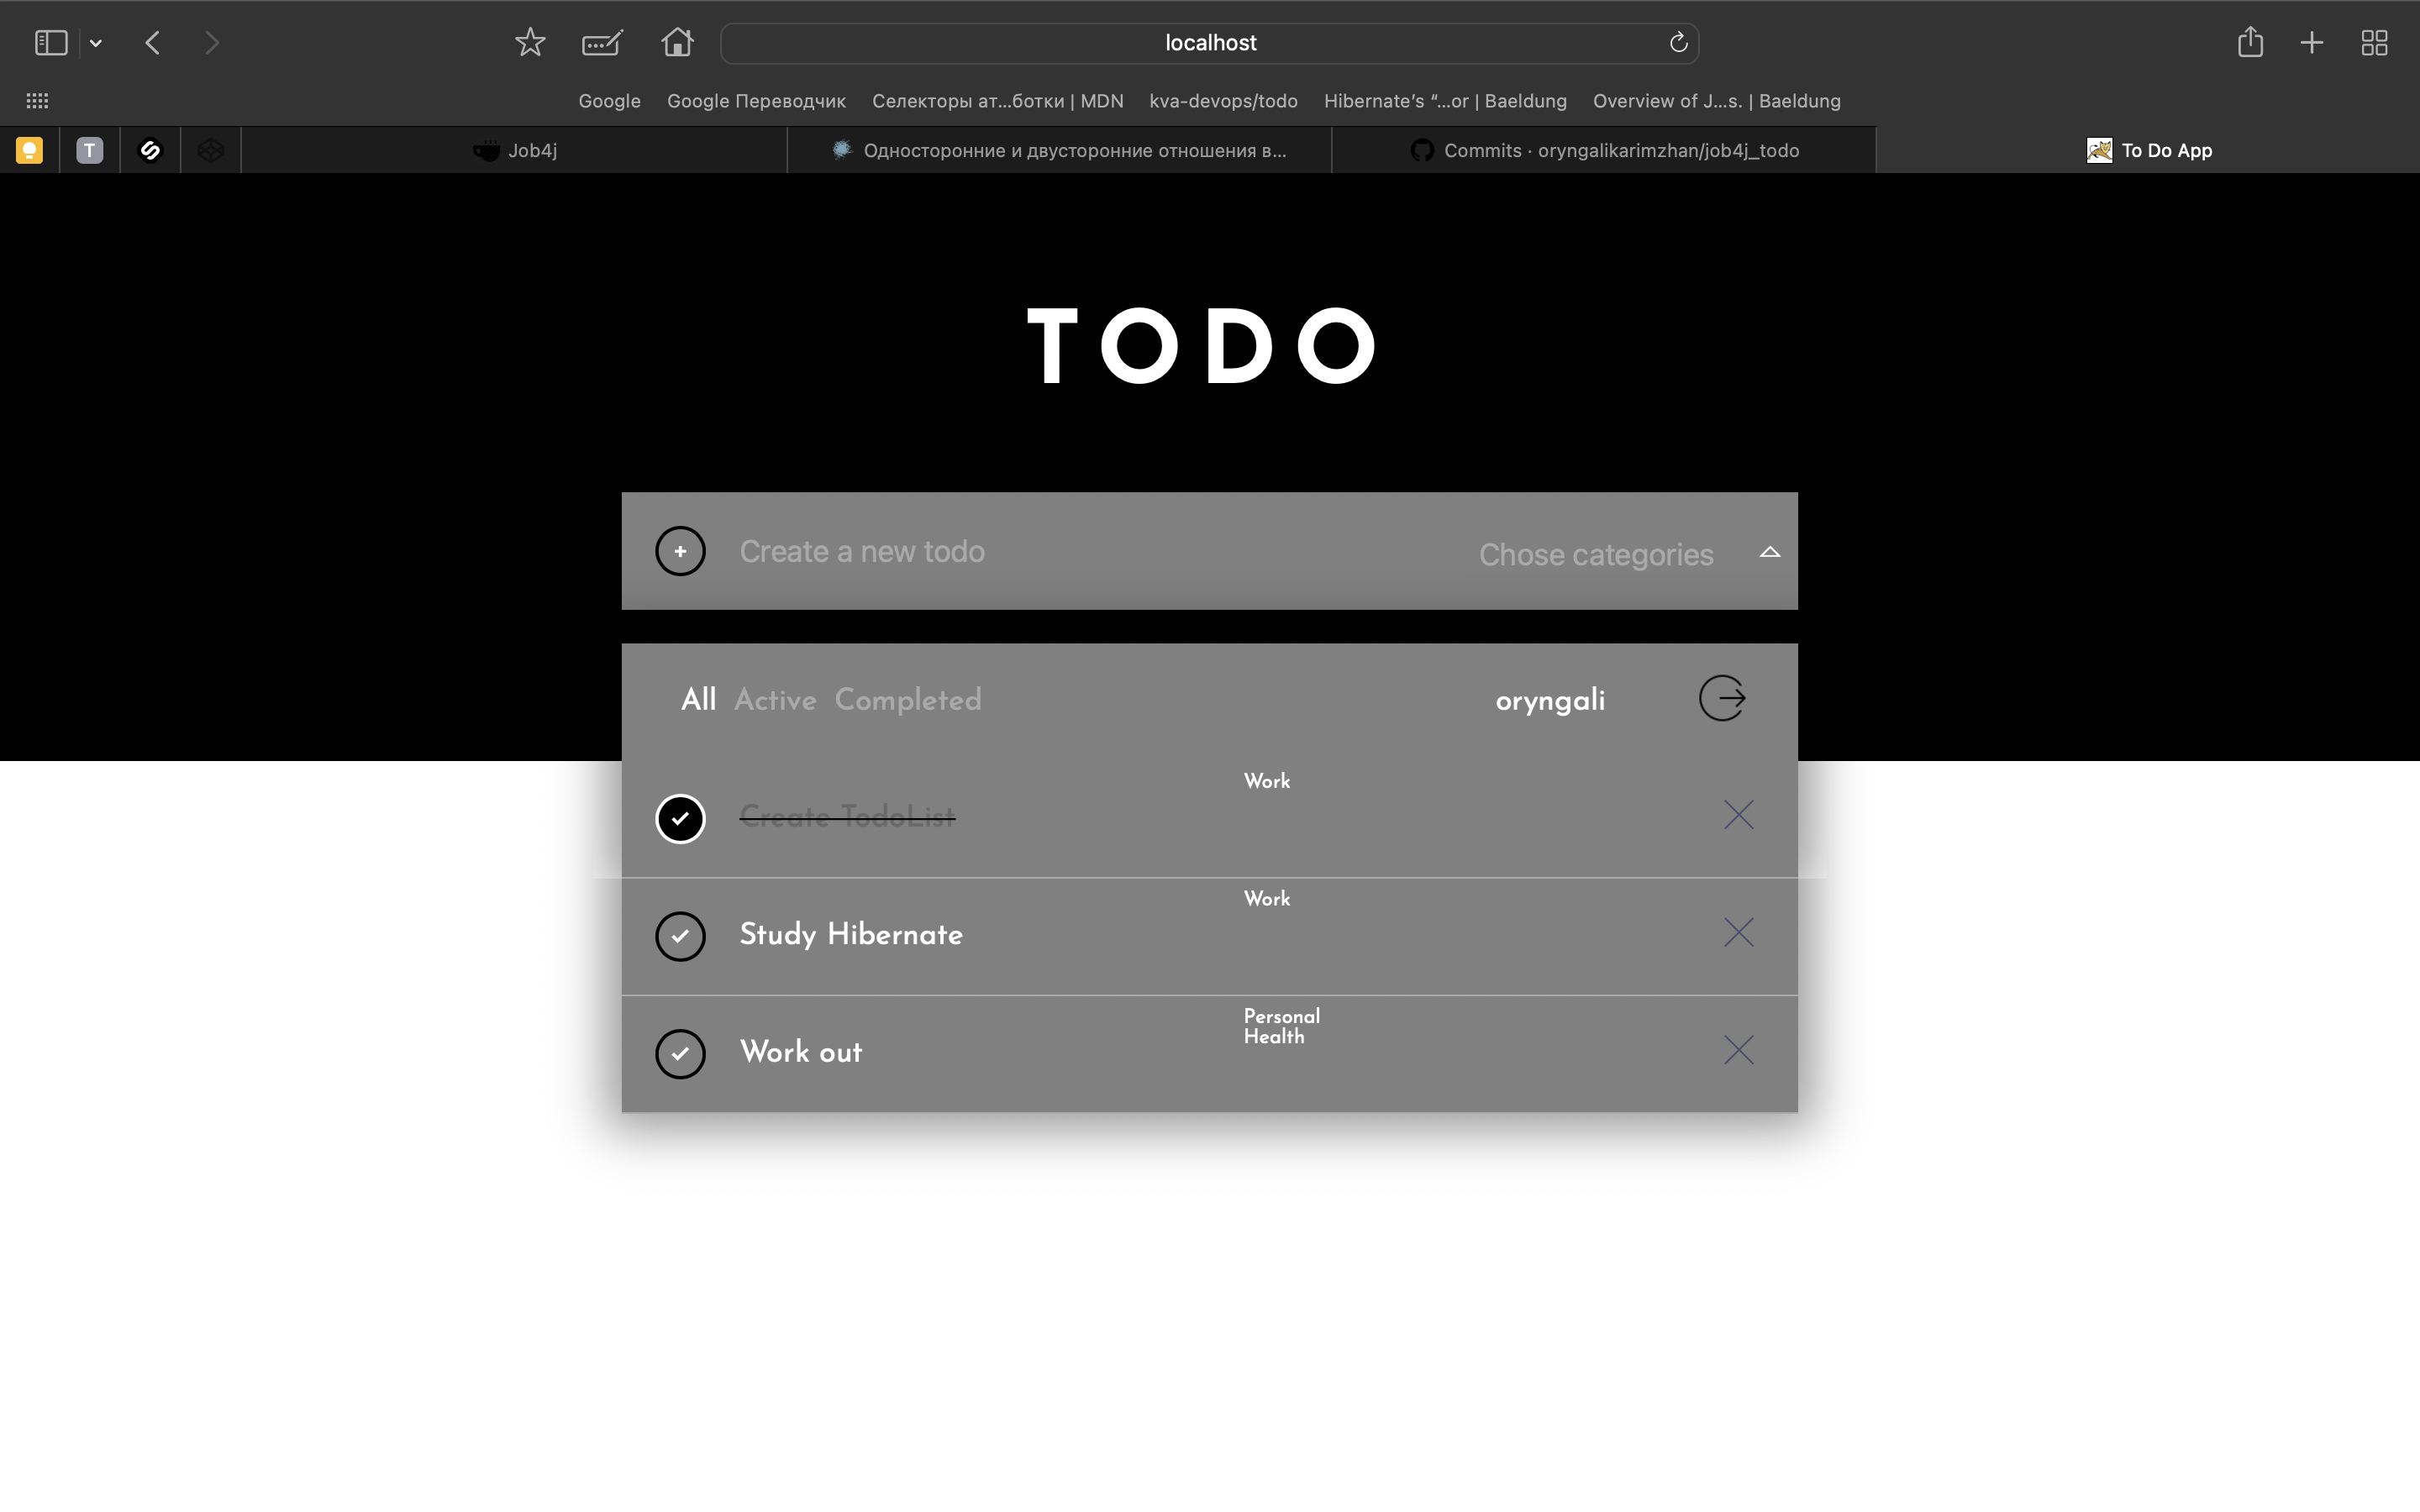 localhost
Google Google Переводчик Селекторы ат...ботки | MDN kva-devops/todo Hibernate's “...or | Baeldung Overview of J...s. | Baeldung
T Job4j Односторонние и двусторонние отношения в... Commits · oryngalikarimzhan/job4j_todo To Do App
TODO
Create a new todo Chose categories
All Active Completed oryngali
Work
Create TodoList
Work
Study Hibernate
Personal
Health
Work out